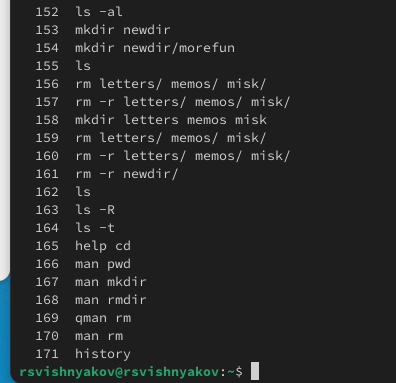 152 ls -al
153 mkdir newdir
154 mkdir newdir/morefun
155 ls
156 rm letters/ memos/ misk/
157 rm -r letters/ memos/ misk/
158 mkdir letters memos misk
159 rm letters/ memos/ misk/
160 rm -r letters/ memos/ misk/
161 rm -r newdir/
162 ls
163 ls -R
164 ls -t
165 help cd
166 man pwd
167 man mkdir
168 man rmdir
169 qman rm
170 man rm
171 history
rsvishnyakov@rsvishnyakov:~$